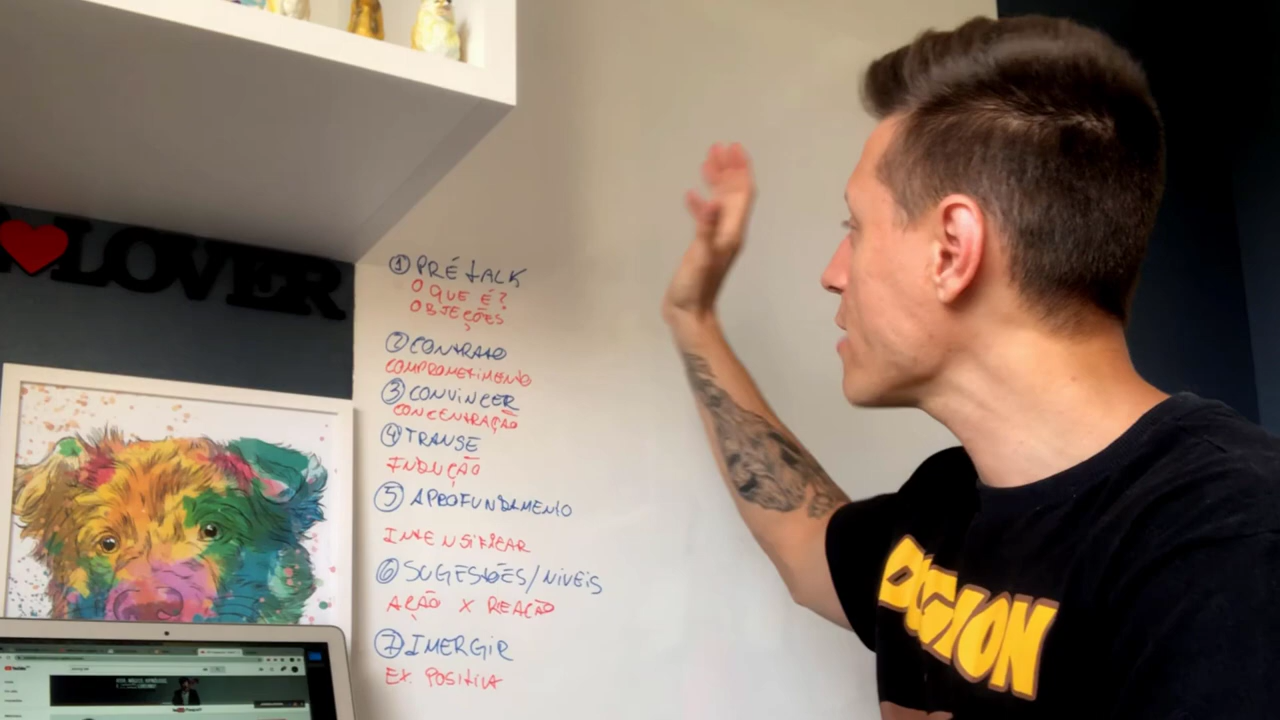 LOVER
① PRÉ TALK
O QUE É?
OBJEÇÕES
② CONTRATO
COMPROMETIMENTO
③ CONVINCER
CONCENTRAÇÃO
④ TRANSE
INDUÇÃO
⑤ APROFUNDAMENTO
INTENSIFICAR
⑥ SUGESTÕES/NÍVEIS
AÇÃO X REAÇÃO
⑦ IMERGIR
EX. POSITIVA